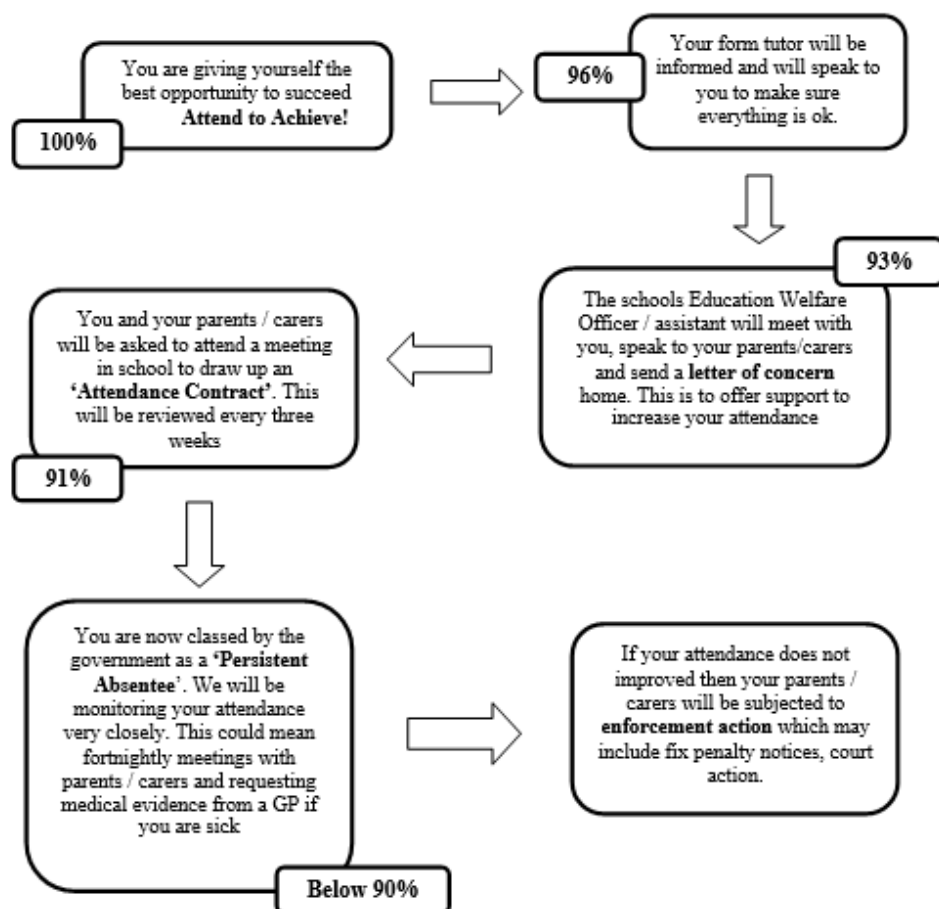 You are giving yourself the
best opportunity to succeed
Attend to Achieve!
100%
96%
Your form tutor will be
informed and will speak to
you to make sure
everything is ok.
93%
The schools Education Welfare
Officer / assistant will meet with
you, speak to your parents/carers
and send a letter of concern
home. This is to offer support to
increase your attendance
You and your parents / carers
will be asked to attend a meeting
in school to draw up an
‘Attendance Contract’. This
will be reviewed every three
weeks
91%
You are now classed by the
government as a ‘Persistent
Absentee’. We will be
monitoring your attendance
very closely. This could mean
fortnightly meetings with
parents / carers and requesting
medical evidence from a GP if
you are sick
Below 90%
If your attendance does not
improved then your parents /
carers will be subjected to
enforcement action which may
include fix penalty notices, court
action.